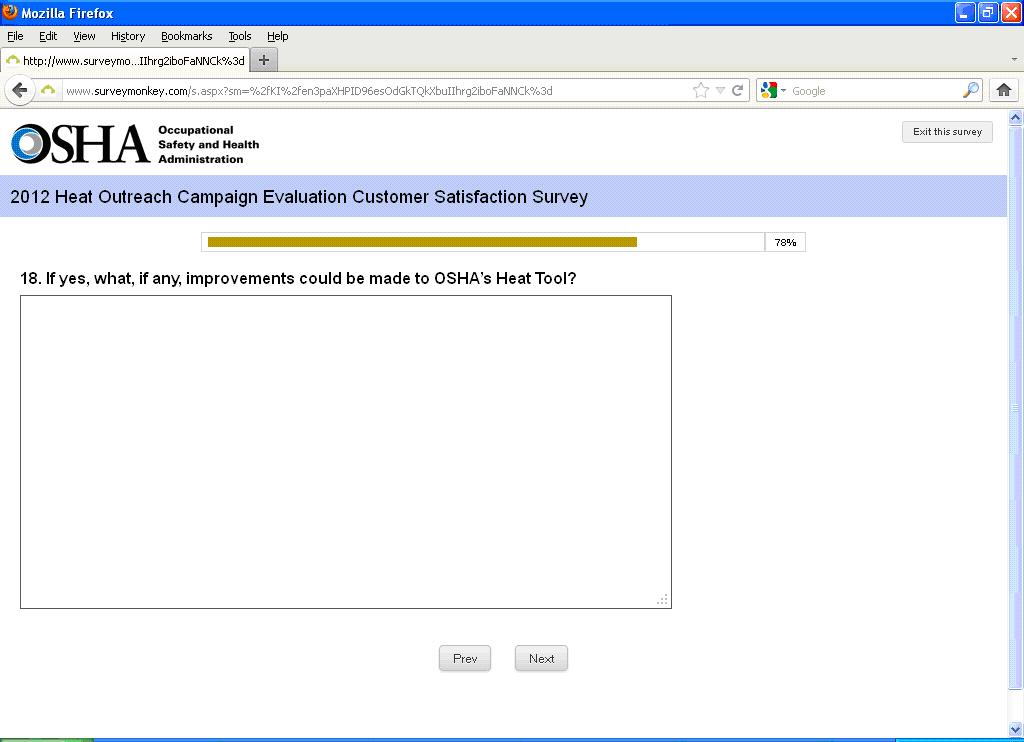 Mozilla Firefox
File Edit View History Bookmarks Tools Help
http://www.surveymo...IIhrg2iboFaNNCk%3d
www.surveymonkey.com/s.aspx?sm=%2fKI%2fen3paXHPID96esOdGkTQkXbuIIhrg2iboFaNNCk%3d
Google
OSHA
Occupational
Safety and Health
Administration
Exit this survey
2012 Heat Outreach Campaign Evaluation Customer Satisfaction Survey
78%
18. If yes, what, if any, improvements could be made to OSHA's Heat Tool?
Prev Next